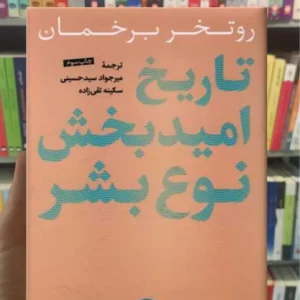 روتخر برخمان
ترجمهٔ
چاپ سوم
میرجواد سیدحسینی
سکینه تقی‌زاده
تاریخ
امیدبخش
نوع بشر